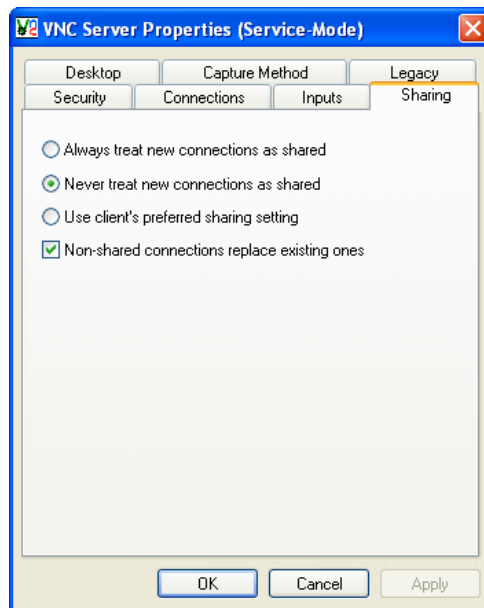 VNC Server Properties (Service-Mode)
Desktop Capture Method Legacy
Security Connections Inputs Sharing
Always treat new connections as shared
Never treat new connections as shared
Use client's preferred sharing setting
Non-shared connections replace existing ones
OK Cancel Apply